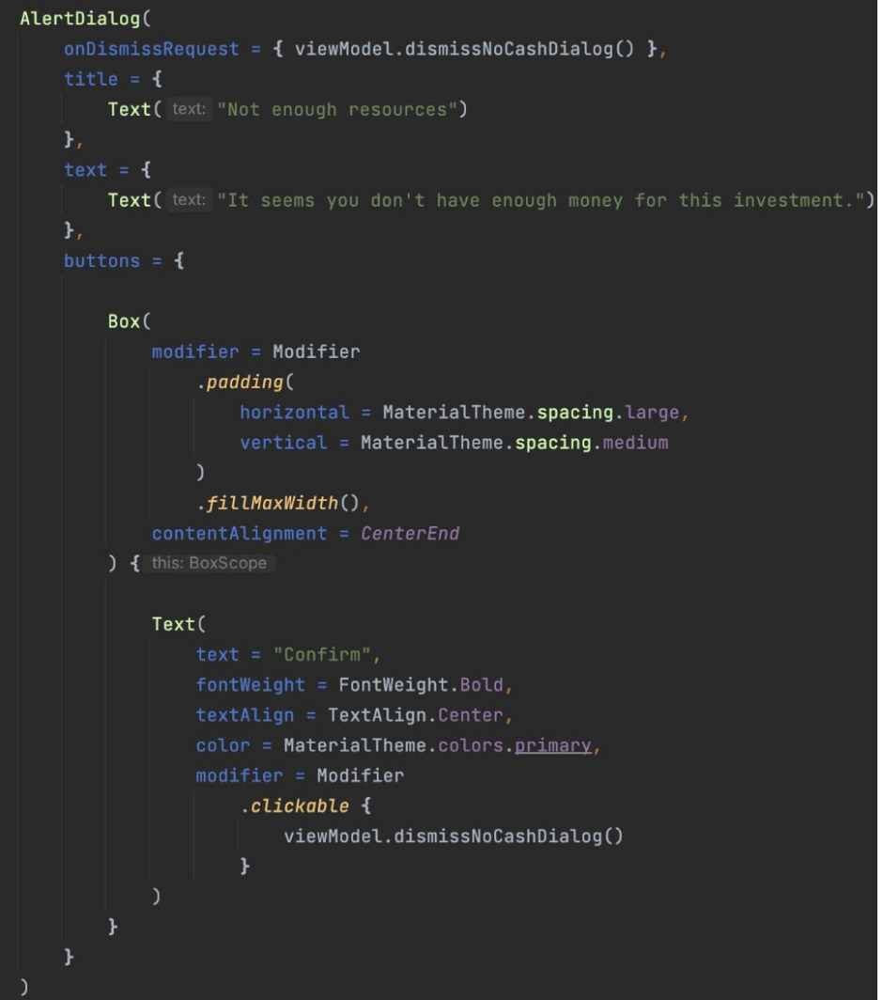 AlertDialog(
    onDismissRequest = { viewModel.dismissNoCashDialog() },
    title = {
        Text( text: "Not enough resources")
    },
    text = {
        Text( text: "It seems you don't have enough money for this investment.")
    },
    buttons = {
        Box(
            modifier = Modifier
                .padding(
                    horizontal = MaterialTheme.spacing.large,
                    vertical = MaterialTheme.spacing.medium
                )
                .fillMaxWidth(),
            contentAlignment = CenterEnd
        ) { this: BoxScope
            Text(
                text = "Confirm",
                fontWeight = FontWeight.Bold,
                textAlign = TextAlign.Center,
                color = MaterialTheme.colors.primary,
                modifier = Modifier
                    .clickable {
                        viewModel.dismissNoCashDialog()
                    }
            )
        }
    }
)